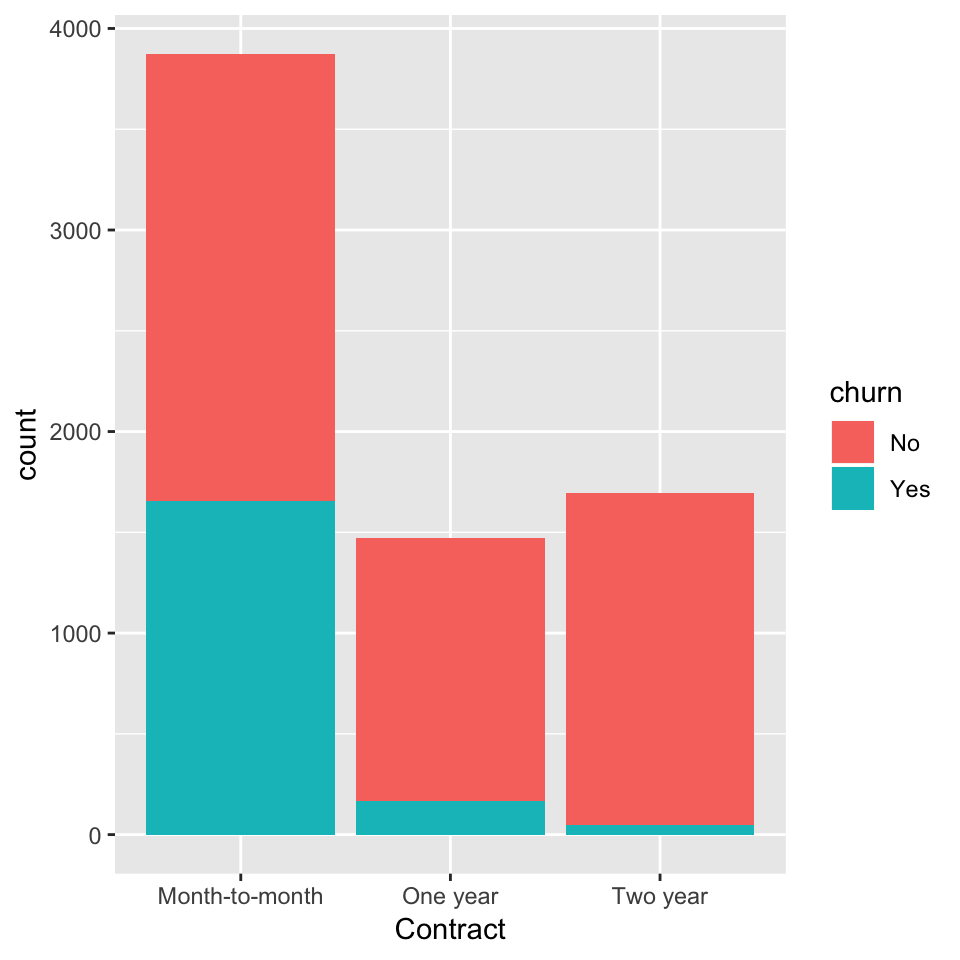 4000
3000
2000
1000
0
count
Month-to-month
One year
Two year
Contract
churn
No
Yes